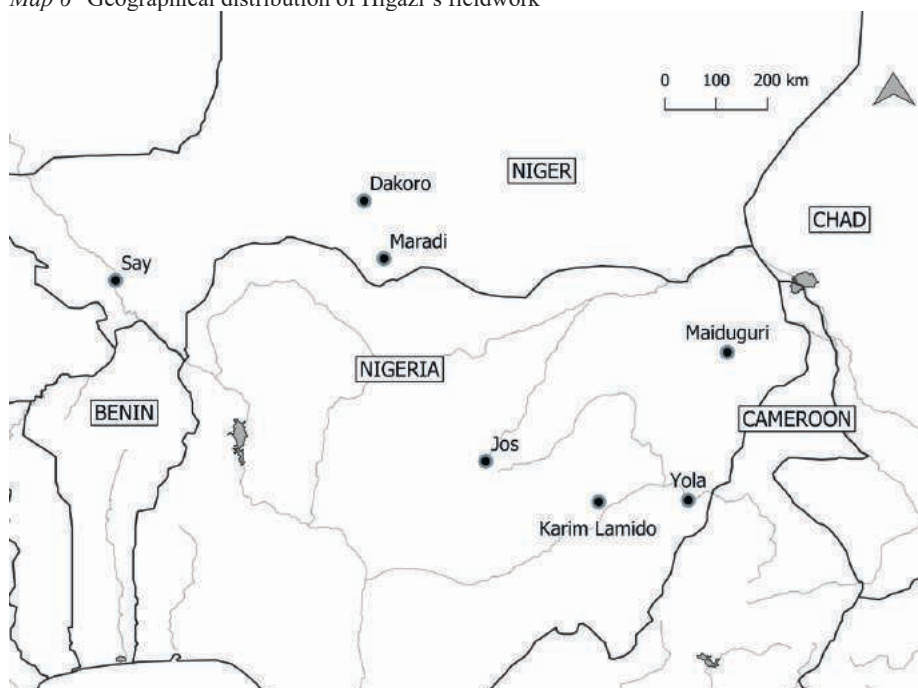 Map Geographical distribution of Higazi's fieldwork
0 100 200 km
NIGER
Dakoro
CHAD
Maradi
Say
Maiduguri
NIGERIA
BENIN
CAMEROON
Jos
Yola
Karim Lamido